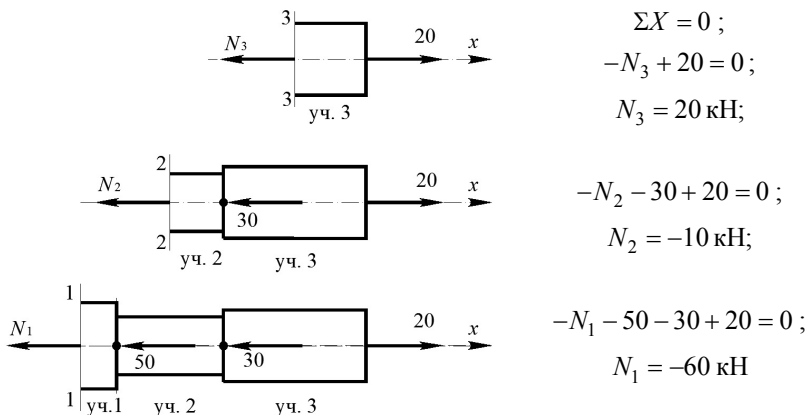 3
N₃
20
x
3
уч. 3
ΣX = 0 ;
−N₃ + 20 = 0 ;
N₃ = 20 кН;
2
N₂
20
x
30
2
уч. 2
уч. 3
−N₂ − 30 + 20 = 0 ;
N₂ = −10 кН;
1
N₁
20
x
50
30
1
уч.1
уч. 2
уч. 3
−N₁ − 50 − 30 + 20 = 0 ;
N₁ = −60 кН